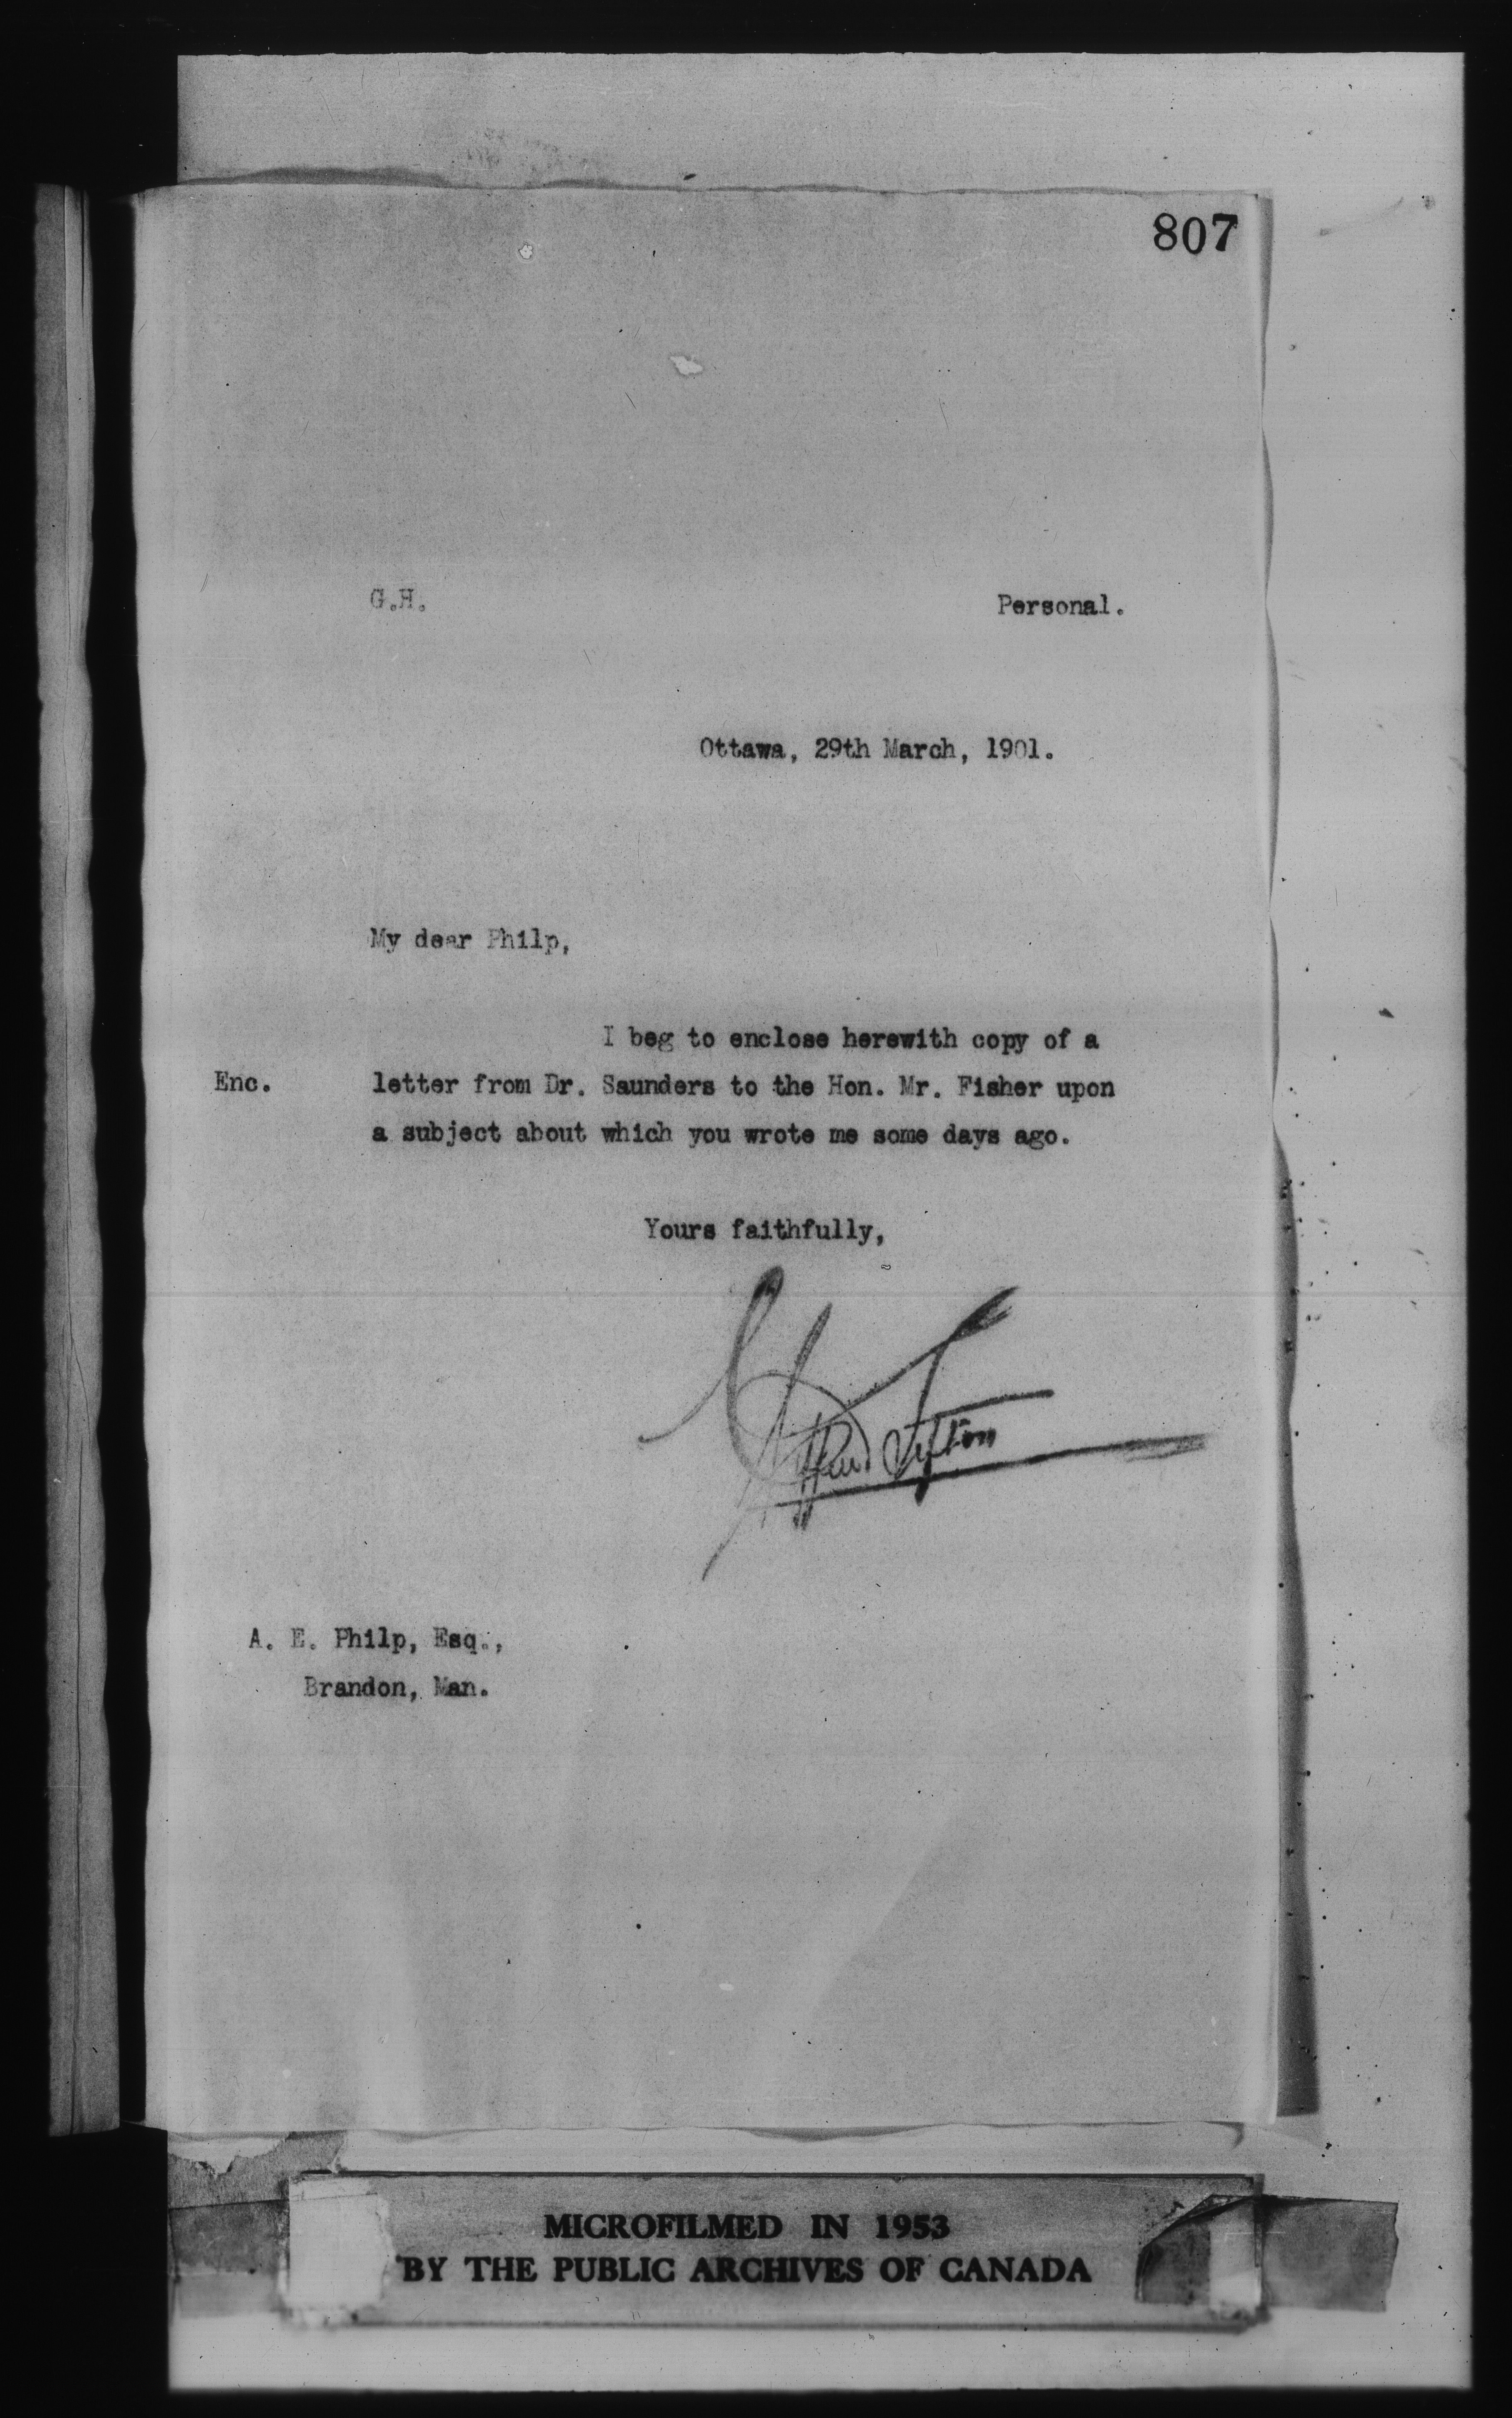 807
G.H. Personal.
Ottawa, 29th March, 1901.
My dear Philp,
I beg to enclose herewith copy of a
Enc. letter from Dr. Saunders to the Hon. Mr. Fisher upon
a subject about which you wrote me some days ago.
Yours faithfully,
Clifford Sifton
A. E. Philp, Esq.,
Brandon, Man.
MICROFILMED IN 1953
BY THE PUBLIC ARCHIVES OF CANADA